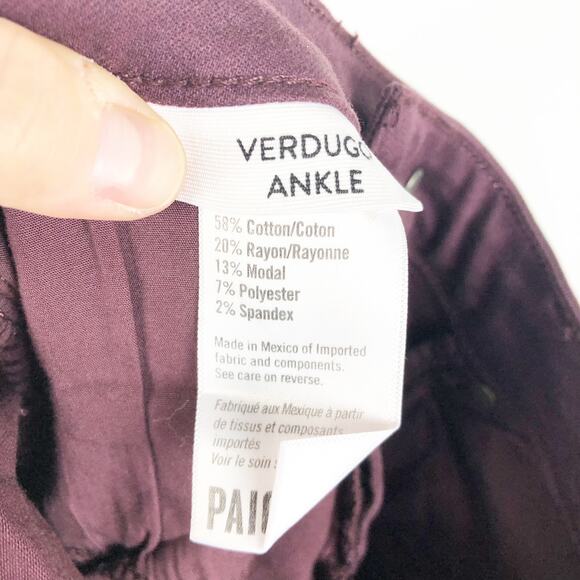 VERDUGO
ANKLE
58% Cotton/Coton
20% Rayon/Rayonne
13% Modal
7% Polyester
2% Spandex
Made in Mexico of Imported
fabric and components.
See care on reverse.
Fabriqué aux Mexique à partir
de tissus et composants
importés
Voir le soin